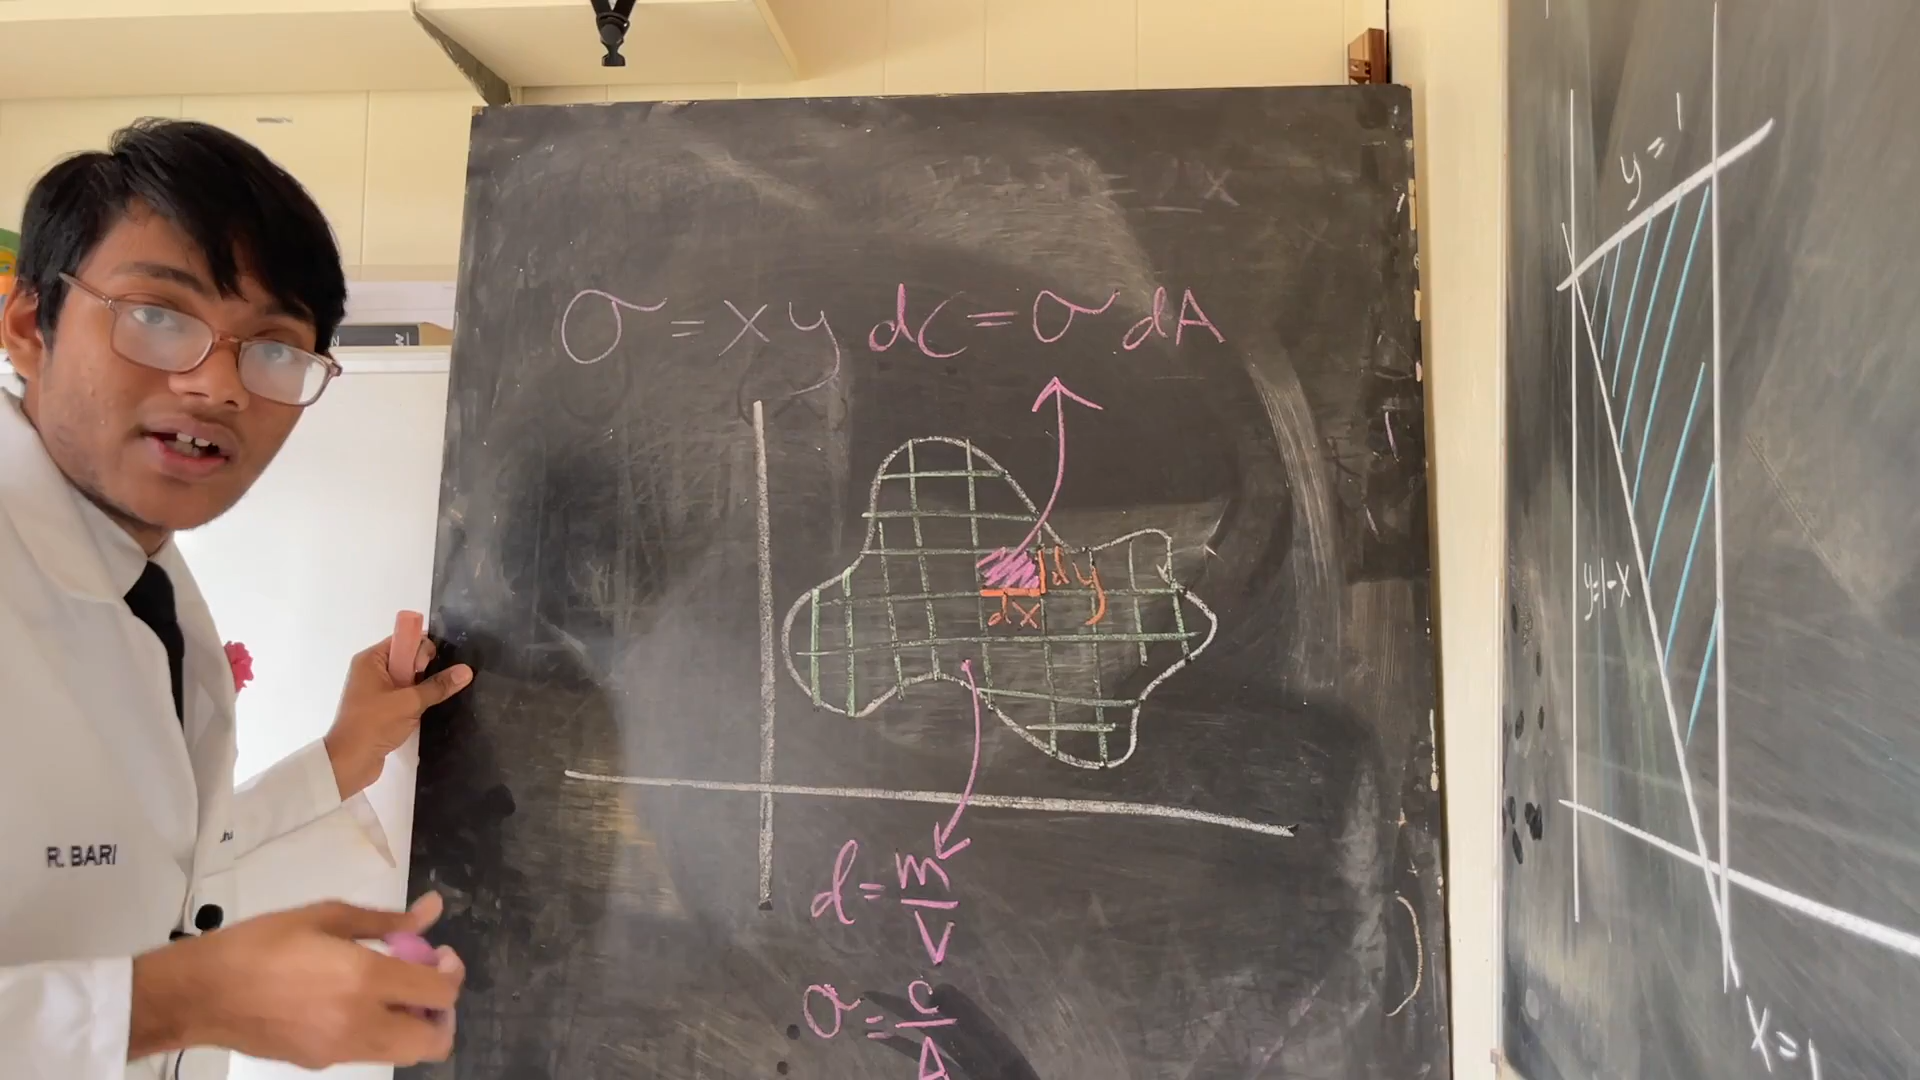 σ = xy dC = σ dA
dy
dx
d = m/V
σ = C/A
y = 1
y=1-x
x=1
R. BARI